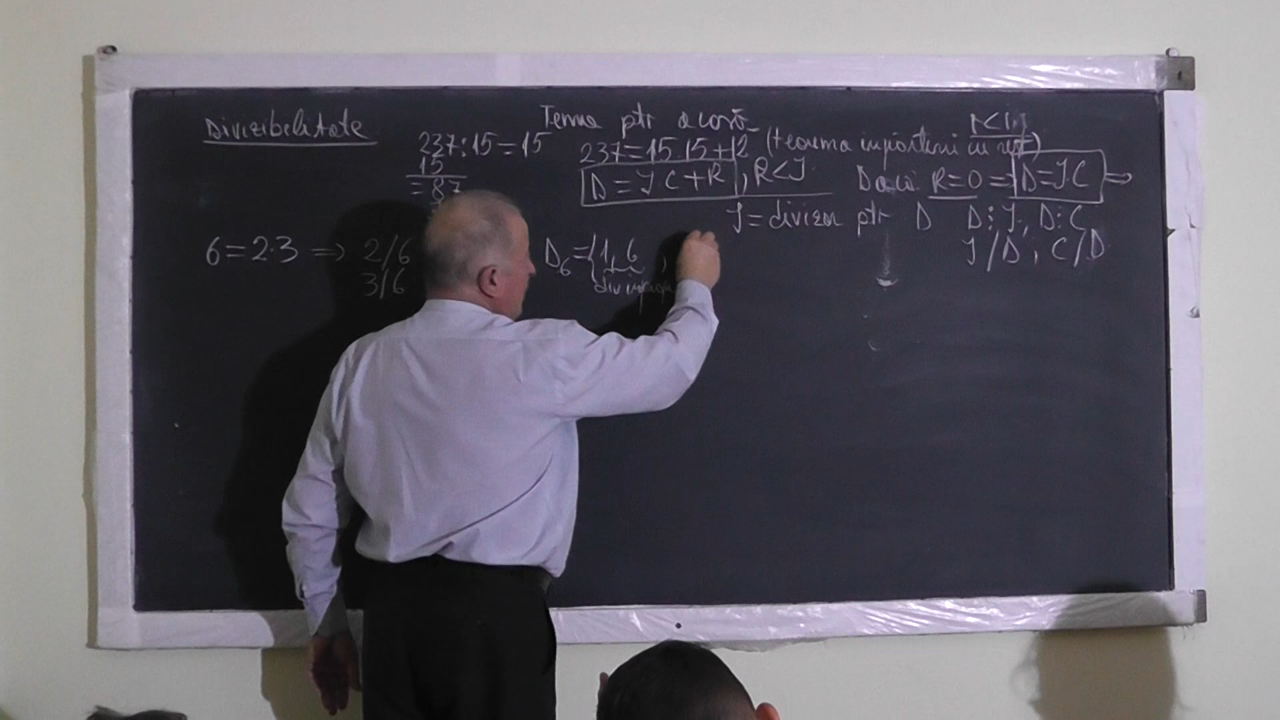 Divizibilitate
Tema ptr acasă
237:15=15
15
=87
237=15·15+12 (teorema împărțirii cu rest)
D=ÎC+R, R<Î
Dacă R=0 ⇒ D=ÎC ⇒
Î=divizor ptr D D⋮Î, D⋮C
Î/D, C/D
6=2·3 ⇒ 2/6
3/6
D₆={1,6